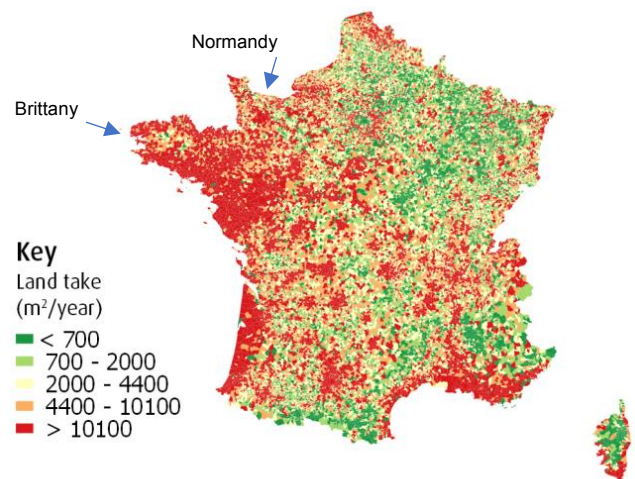 Normandy
Brittany
Key
Land take
(m²/year)
< 700
700 - 2000
2000 - 4400
4400 - 10100
> 10100